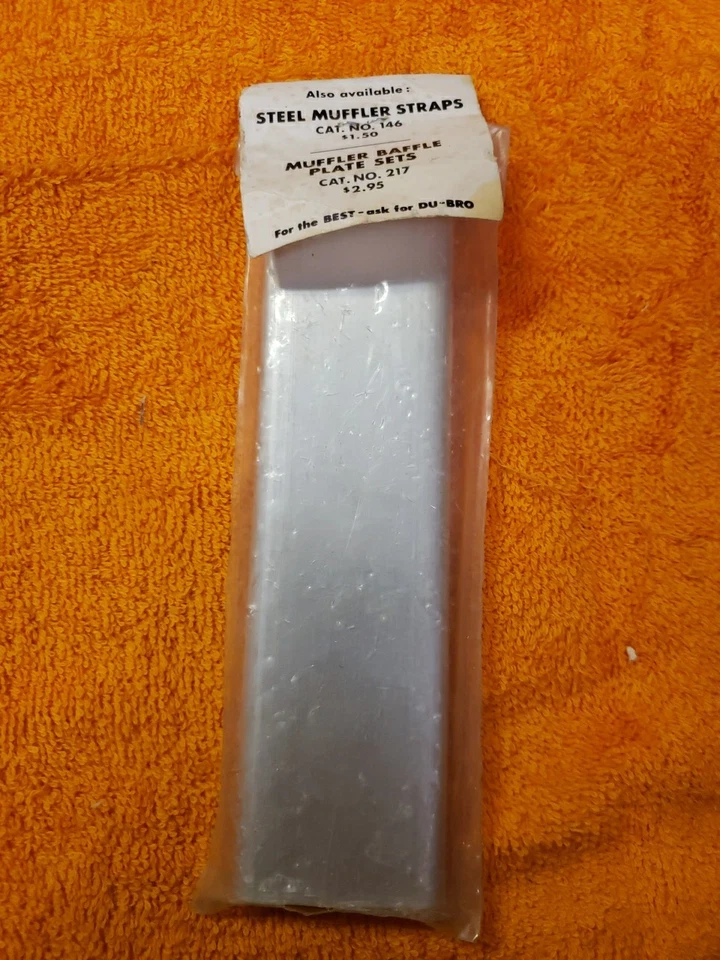 Also available:
STEEL MUFFLER STRAPS
CAT. NO. 146
$1.50
MUFFLER BAFFLE
PLATE SETS
CAT. NO. 217
$2.95
For the BEST - ask for DU-BRO